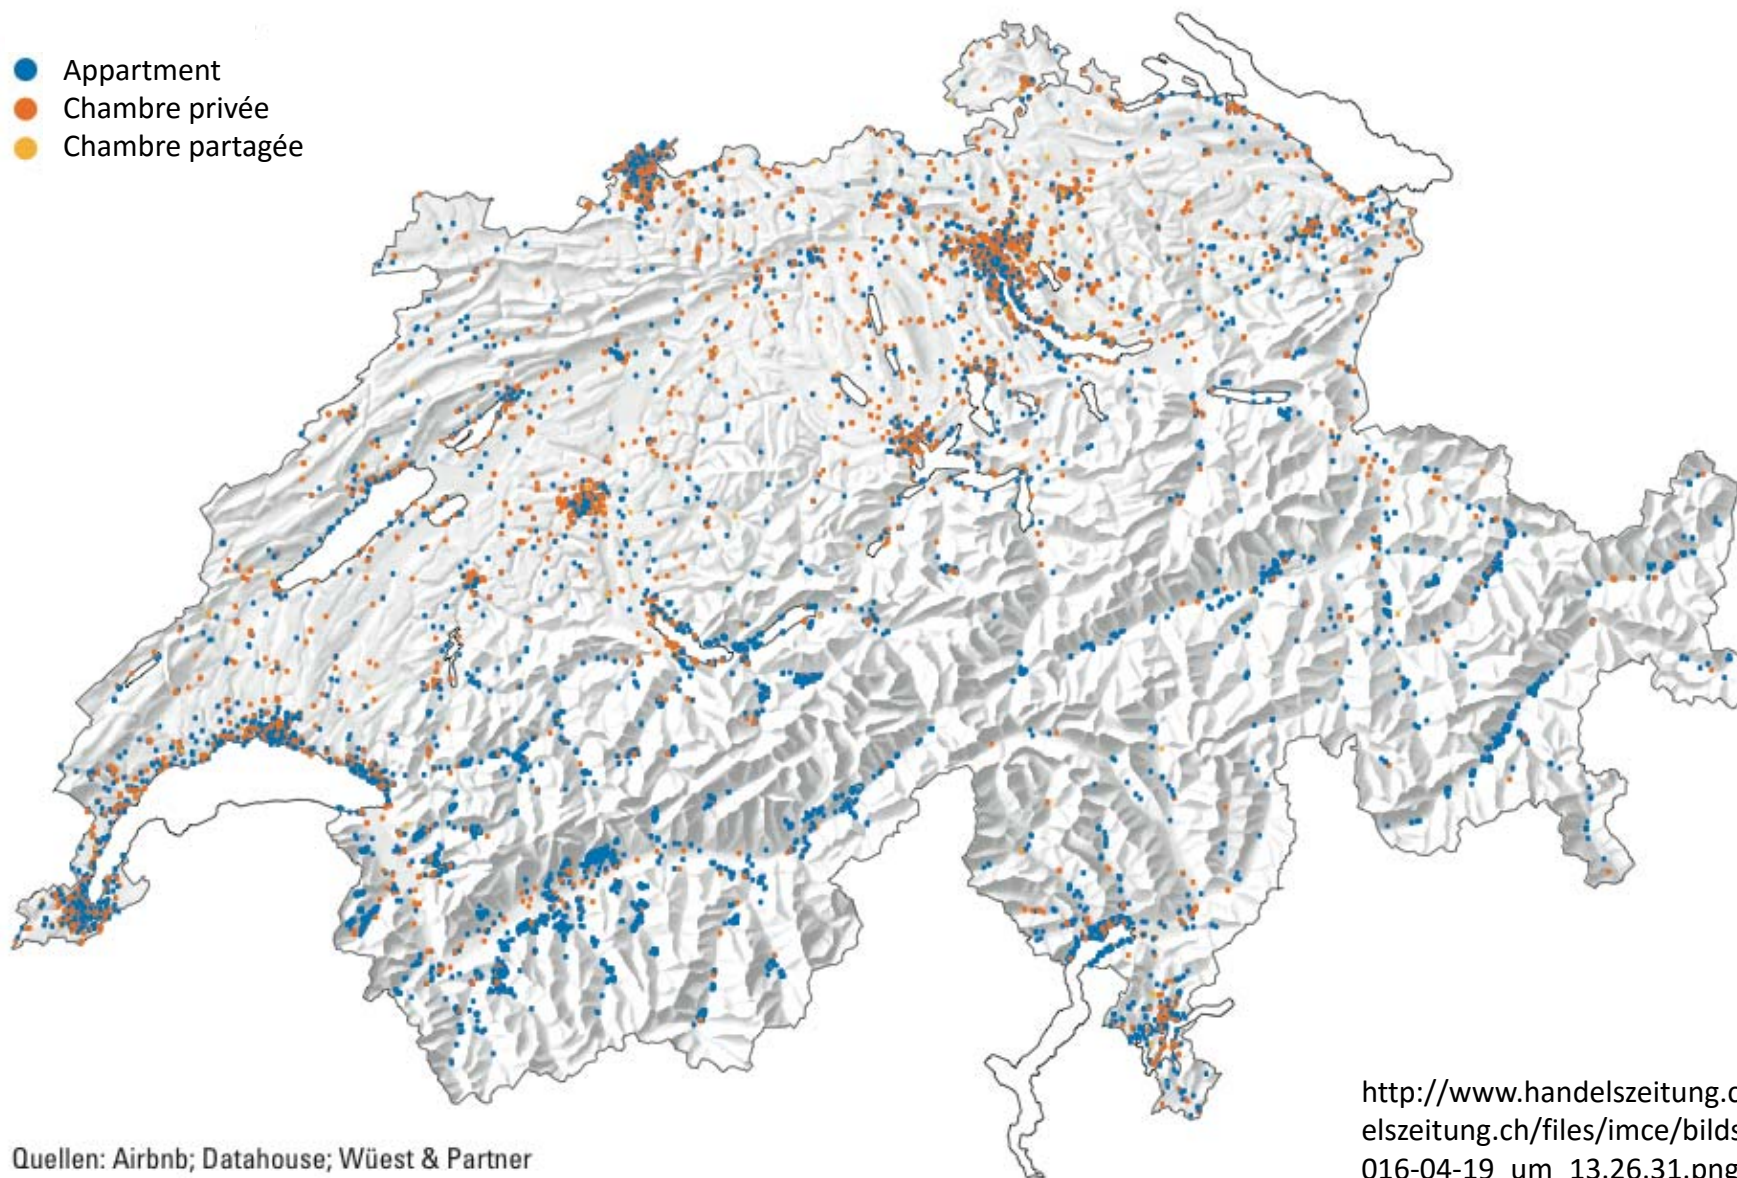 Appartment
Chambre privée
Chambre partagée
Quellen: Airbnb; Datahouse; Wüest & Partner
http://www.handelszeitung.c
elszeitung.ch/files/imce/bilds
016-04-19_um_13.26.31.png